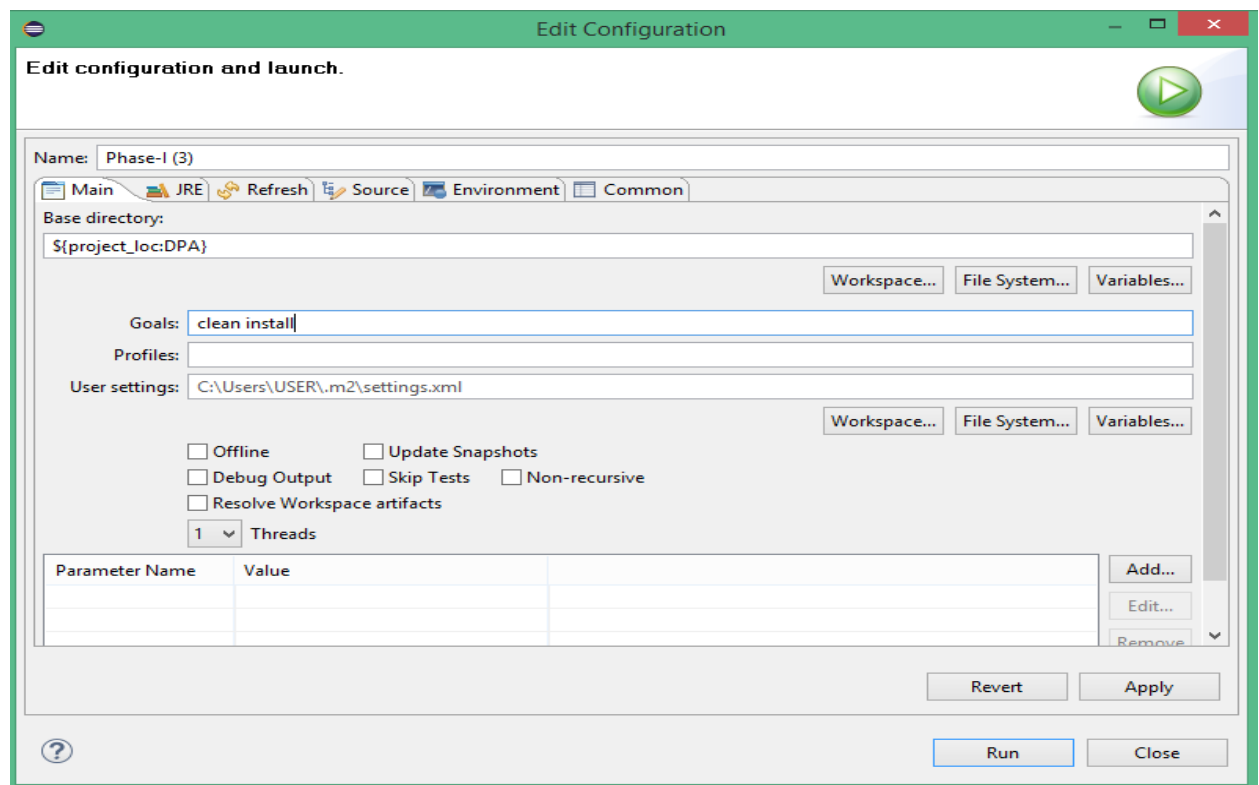 Edit Configuration
Edit configuration and launch.
Name: Phase-I (3)
Main JRE Refresh Source Environment Common
Base directory:
${project_loc:DPA}
Workspace... File System... Variables...
Goals: clean install
Profiles:
User settings: C:\Users\USER\.m2\settings.xml
Workspace... File System... Variables...
Offline Update Snapshots
Debug Output Skip Tests Non-recursive
Resolve Workspace artifacts
1 Threads
Parameter Name Value Add...
Edit...
Remove
Revert Apply
? Run Close